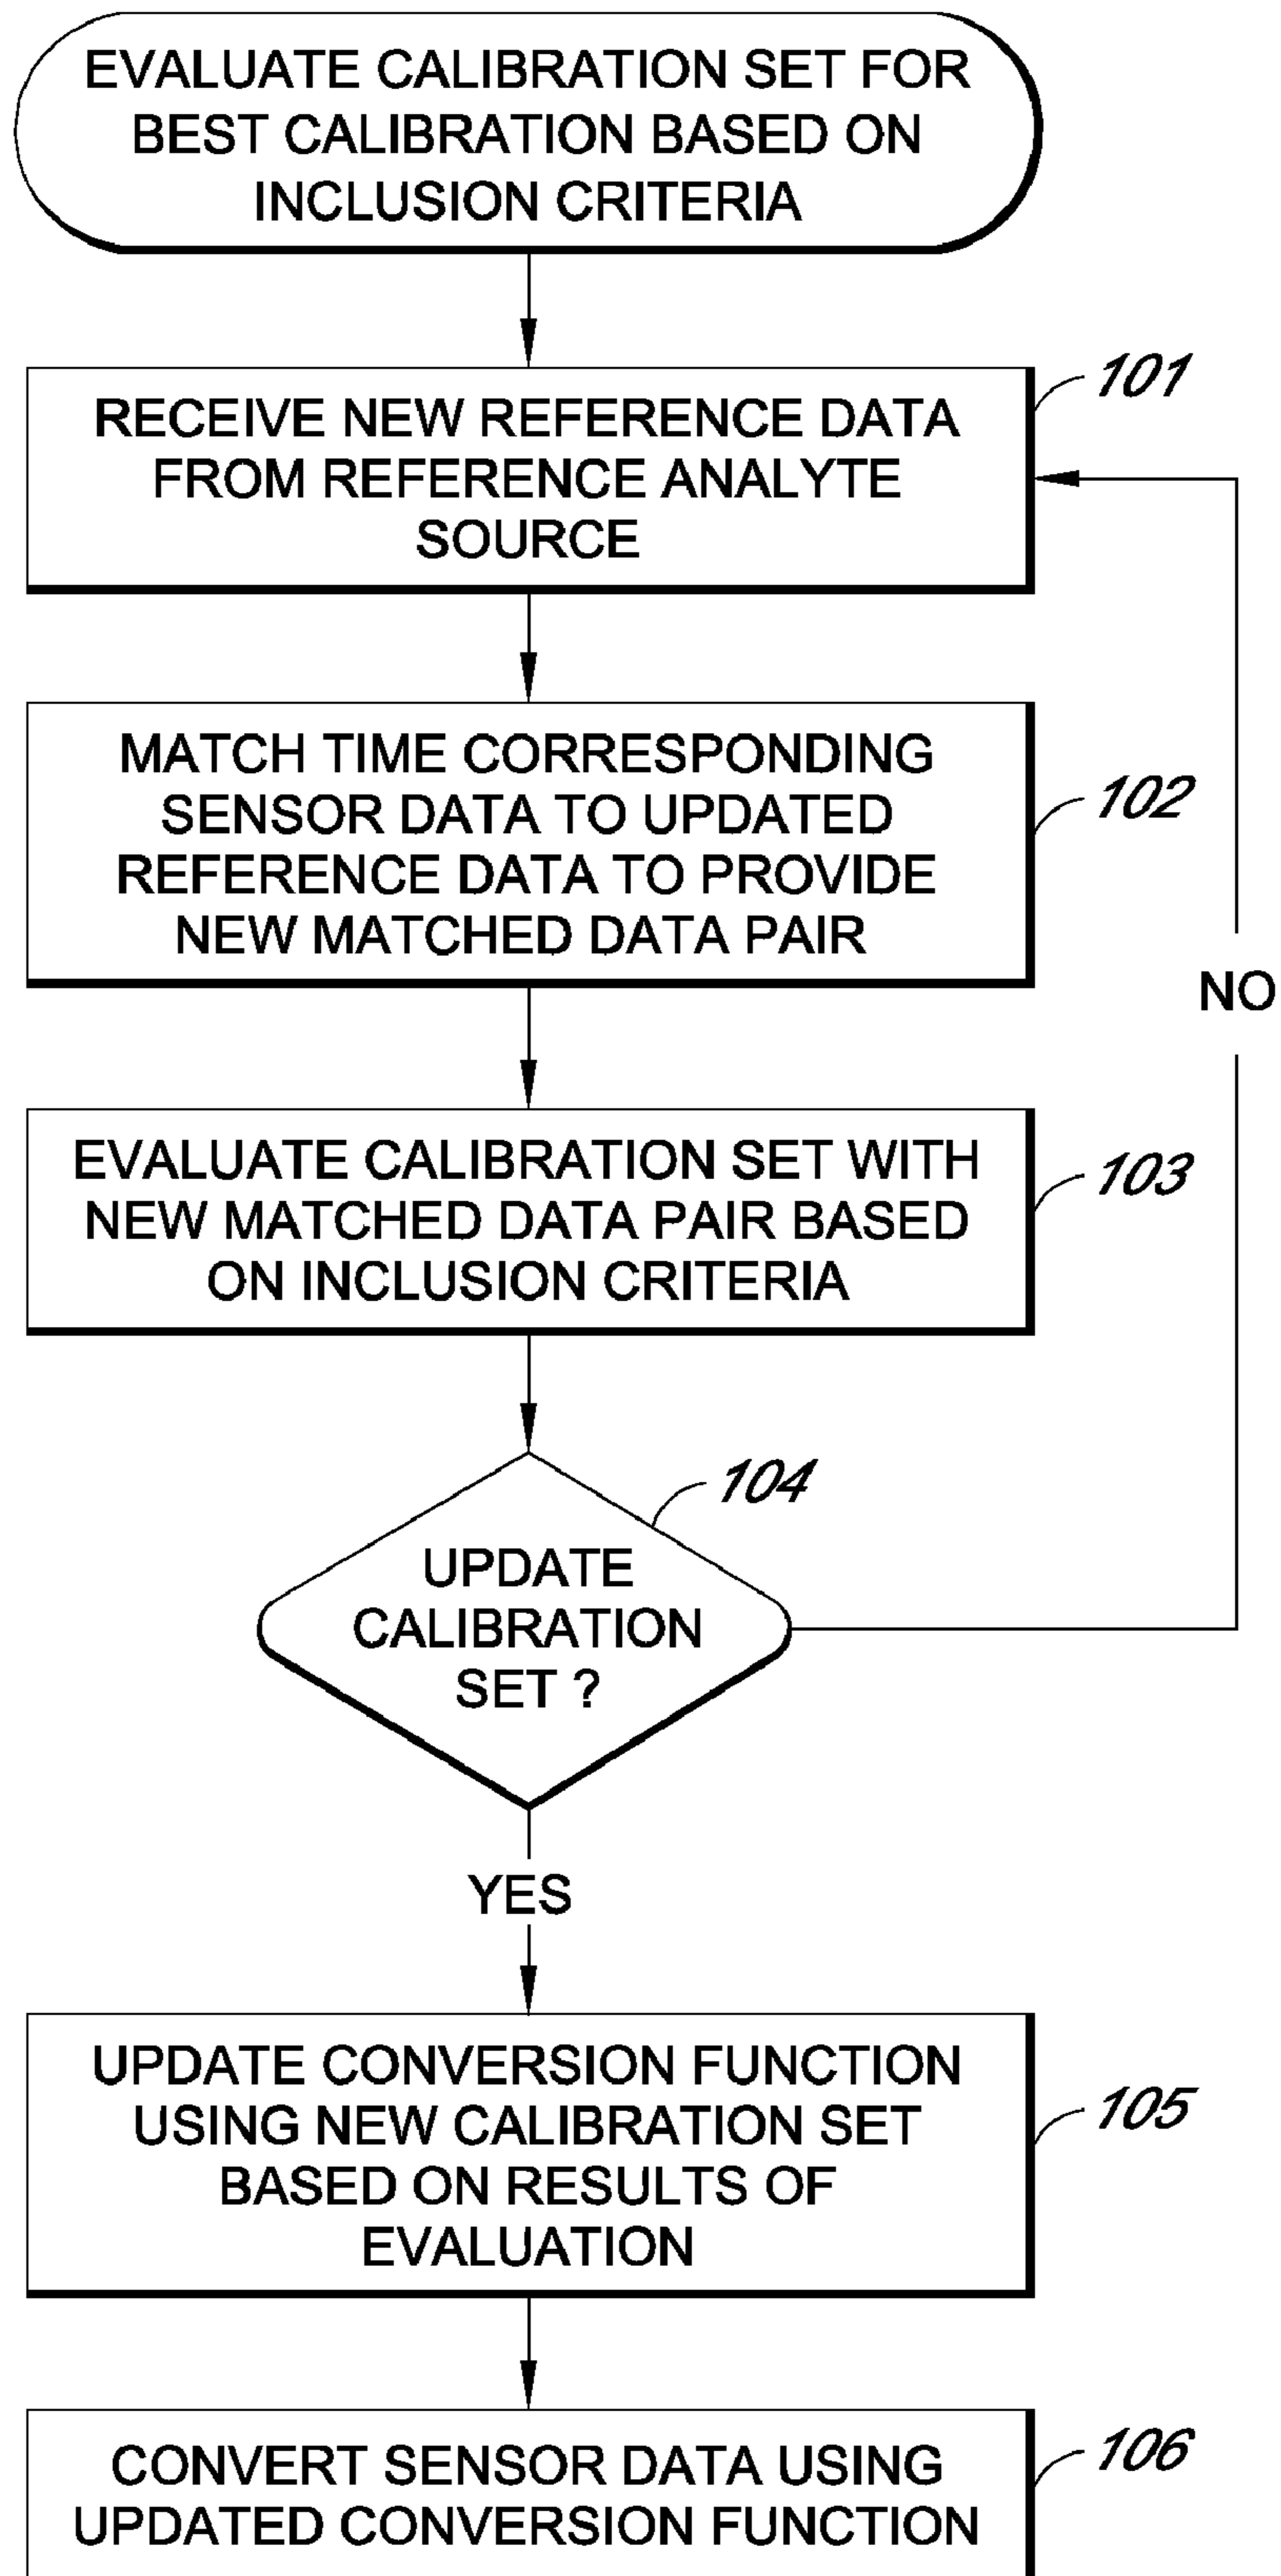 EVALUATE CALIBRATION SET FOR
BEST CALIBRATION BASED ON
INCLUSION CRITERIA
101
RECEIVE NEW REFERENCE DATA
FROM REFERENCE ANALYTE
SOURCE
102
MATCH TIME CORRESPONDING
SENSOR DATA TO UPDATED
REFERENCE DATA TO PROVIDE
NEW MATCHED DATA PAIR
NO
103
EVALUATE CALIBRATION SET WITH
NEW MATCHED DATA PAIR BASED
ON INCLUSION CRITERIA
104
UPDATE
CALIBRATION
SET ?
YES
105
UPDATE CONVERSION FUNCTION
USING NEW CALIBRATION SET
BASED ON RESULTS OF
EVALUATION
106
CONVERT SENSOR DATA USING
UPDATED CONVERSION FUNCTION